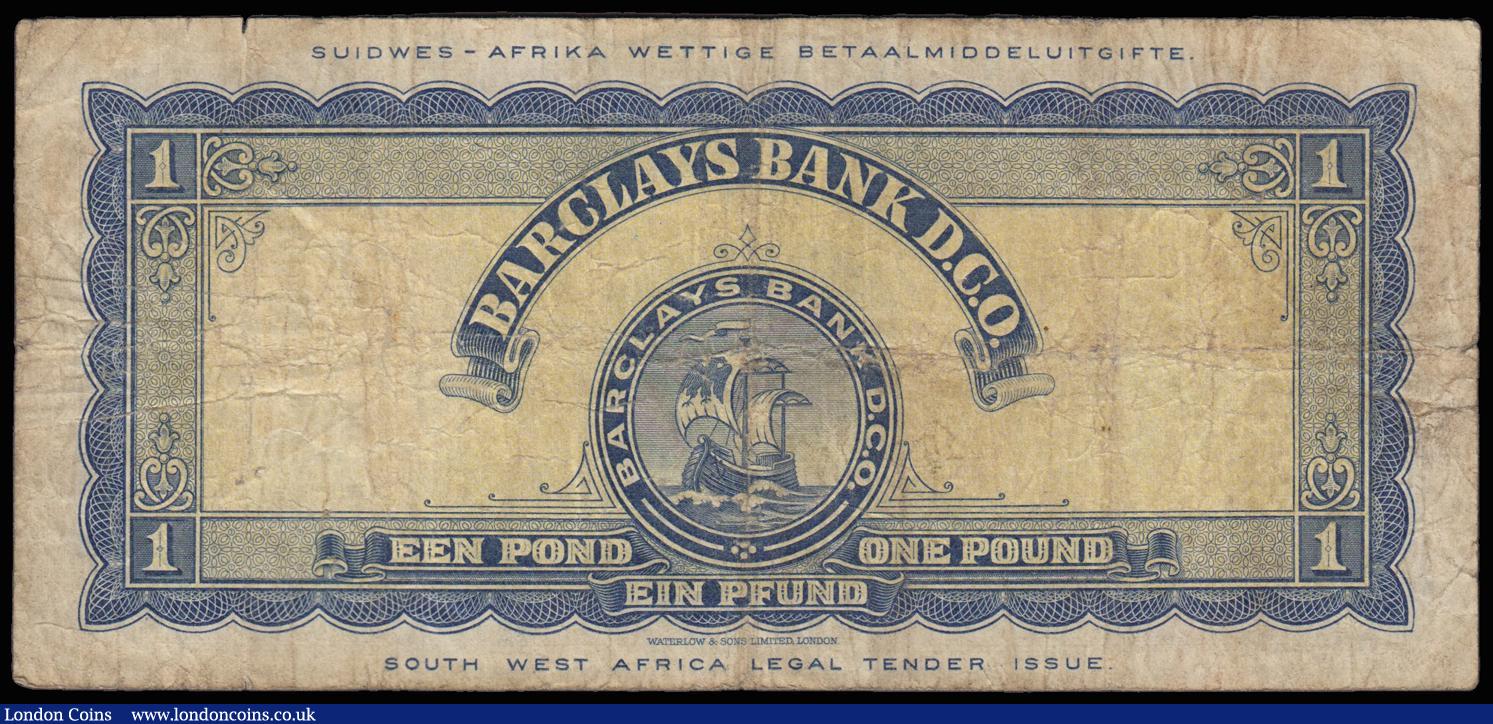 SUIDWES - AFRIKA WETTIGE BETAALMIDDELUITGIFTE.
1 1
BARCLAYS BANK D.C.O.
BARCLAYS BANK D.C.O.
1 1
EEN POND ONE POUND
EIN PFUND
WATERLOW & SONS LIMITED, LONDON
SOUTH WEST AFRICA LEGAL TENDER ISSUE.
London Coins www.londoncoins.co.uk